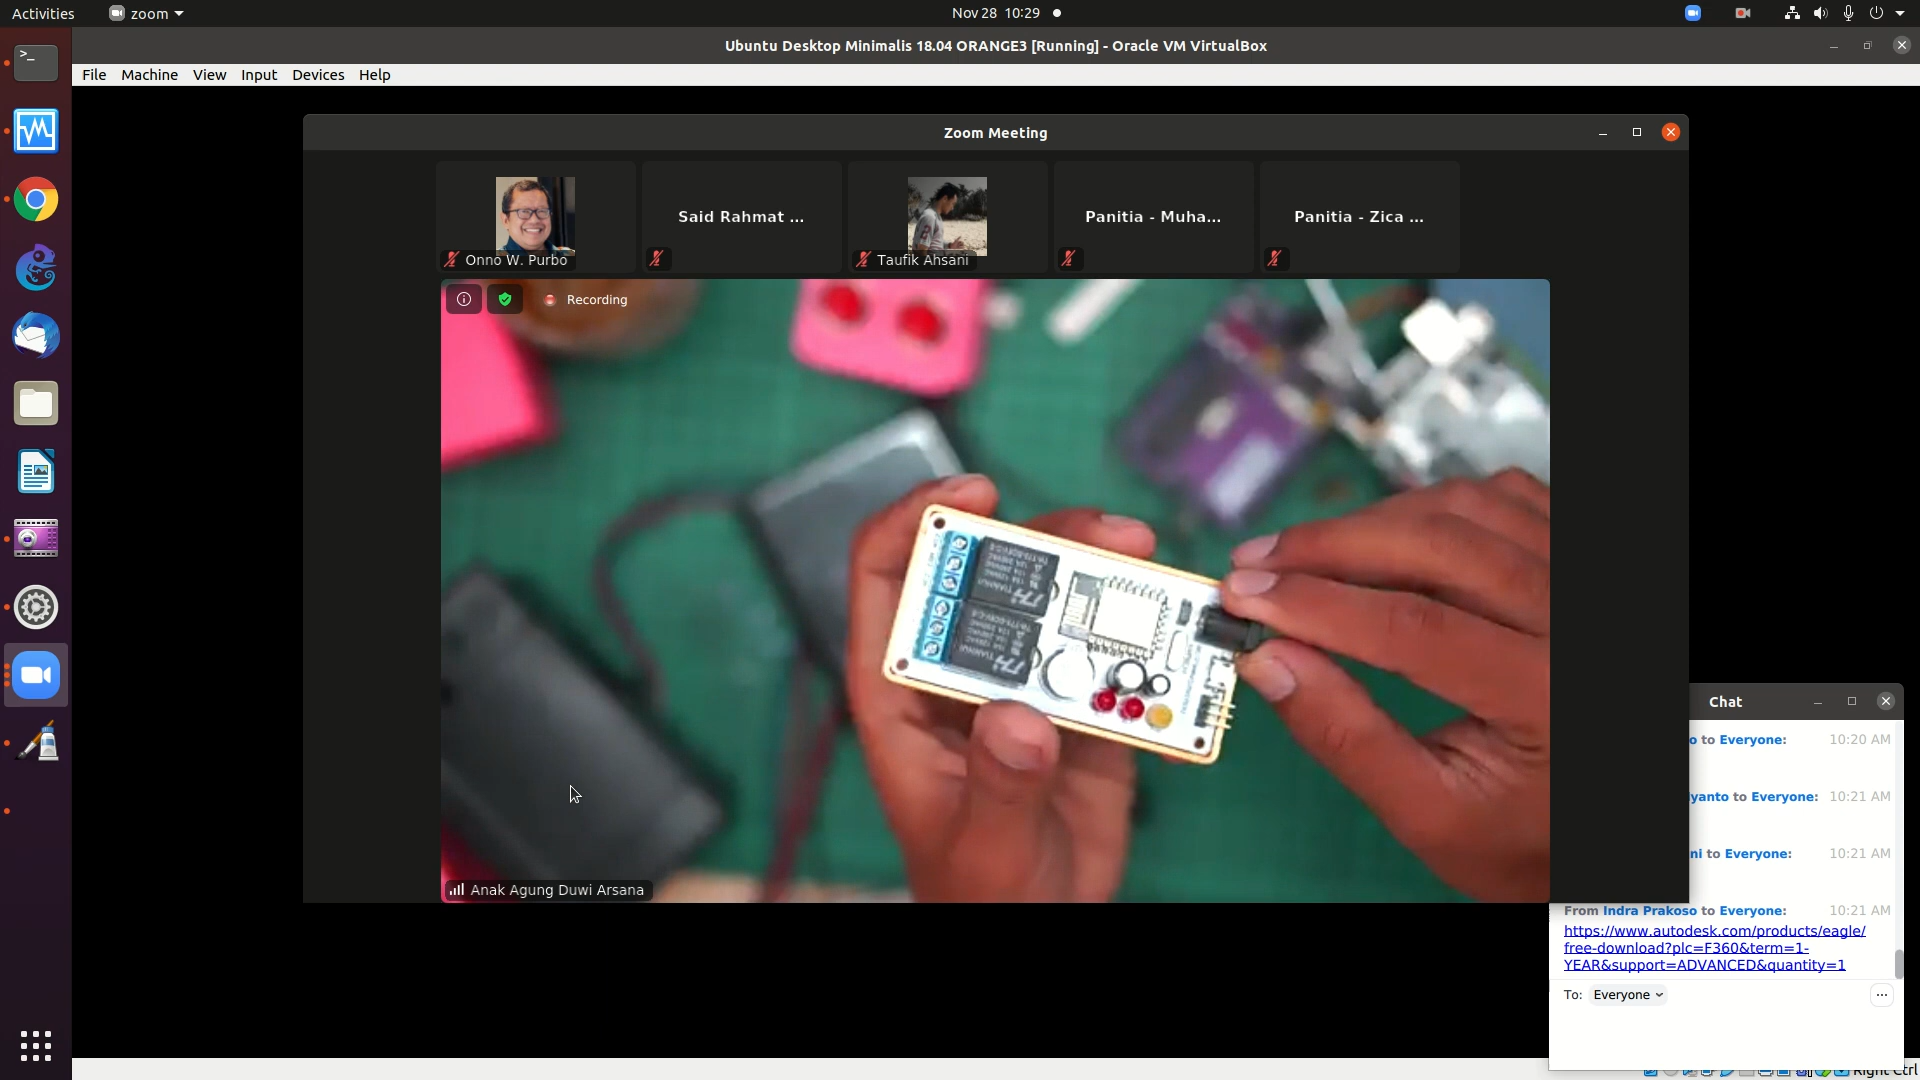 Activities
zoom
Nov 28 10:29
Ubuntu Desktop Minimalis 18.04 ORANGE3 [Running] - Oracle VM VirtualBox
File Machine View Input Devices Help
Zoom Meeting
Onno W. Purbo
Said Rahmat ...
Taufik Ahsani
Panitia - Muha...
Panitia - Zica ...
Recording
Anak Agung Duwi Arsana
Chat
o to Everyone: 10:20 AM
yanto to Everyone: 10:21 AM
ni to Everyone: 10:21 AM
From Indra Prakoso to Everyone: 10:21 AM
https://www.autodesk.com/products/eagle/
free-download?plc=F360&term=1-
YEAR&support=ADVANCED&quantity=1
To: Everyone
Right Ctrl